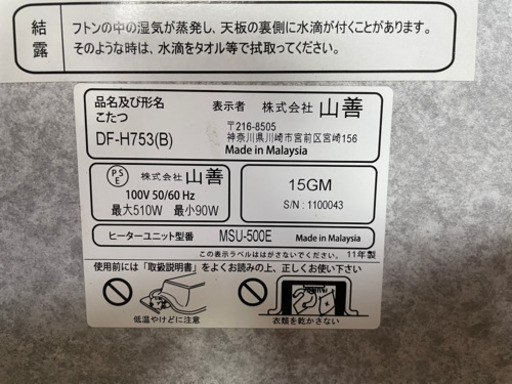 結露
フトンの中の湿気が蒸発し、天板の裏側に水滴が付くことがあります。
そのような時は、水滴をタオル等で拭取ってください。
品名及び形名
こたつ
DF-H753(B)
表示者 株式会社 山善
〒216-8505
神奈川県川崎市宮前区宮崎156
Made in Malaysia
PS
E
株式会社 山善
100V 50/60 Hz
最大510W 最小90W
15GM
S/N : 1100043
ヒーターユニット型番 MSU-500E Made in Malaysia
この表示ラベルははがさないでください。 11年製
使用前には「取扱説明書」をよくお読みの上、正しくお使い下さい。
低温やけどに注意
衣類を乾かさない